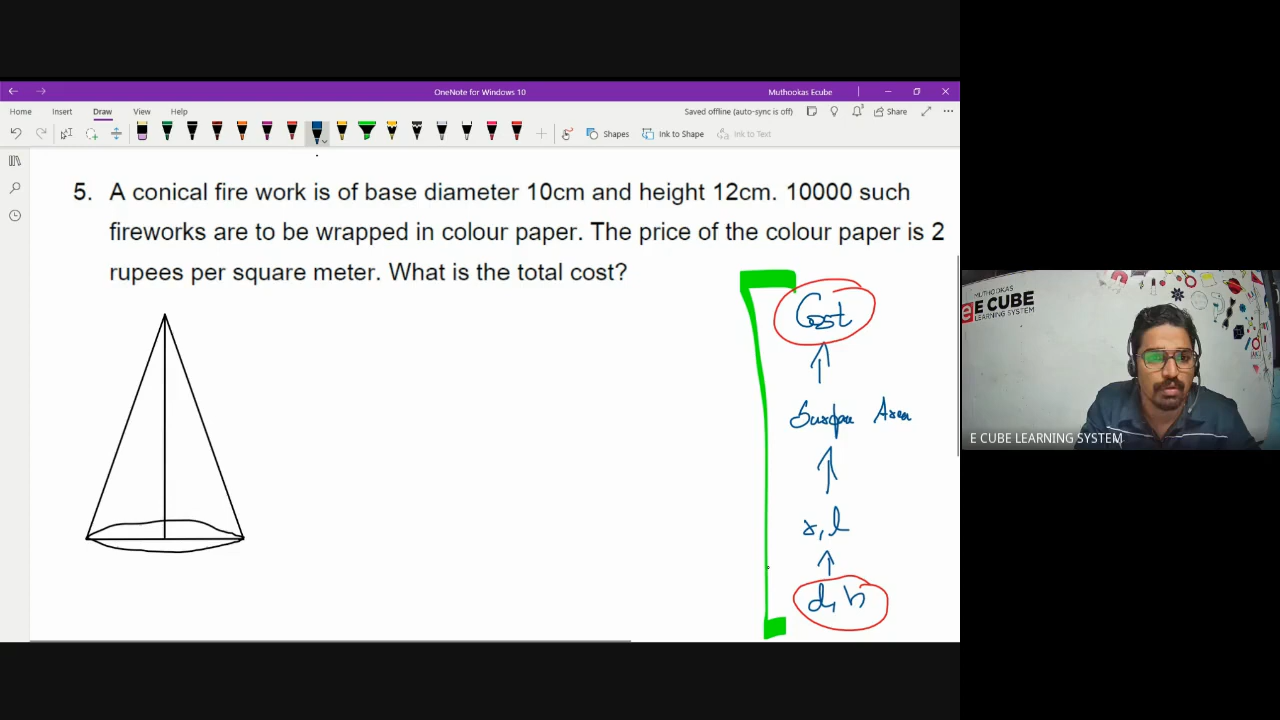 OneNote for Windows 10
Muthookas Ecube
Home Insert Draw View Help
Saved offline (auto-sync is off)
Share
Shapes
Ink to Shape
Ink to Text
5. A conical fire work is of base diameter 10cm and height 12cm. 10000 such
fireworks are to be wrapped in colour paper. The price of the colour paper is 2
rupees per square meter. What is the total cost?
Cost
Area
r, l
d, h
MUTHOOKAS
e E CUBE
LEARNING SYSTEM
E CUBE LEARNING SYSTEM